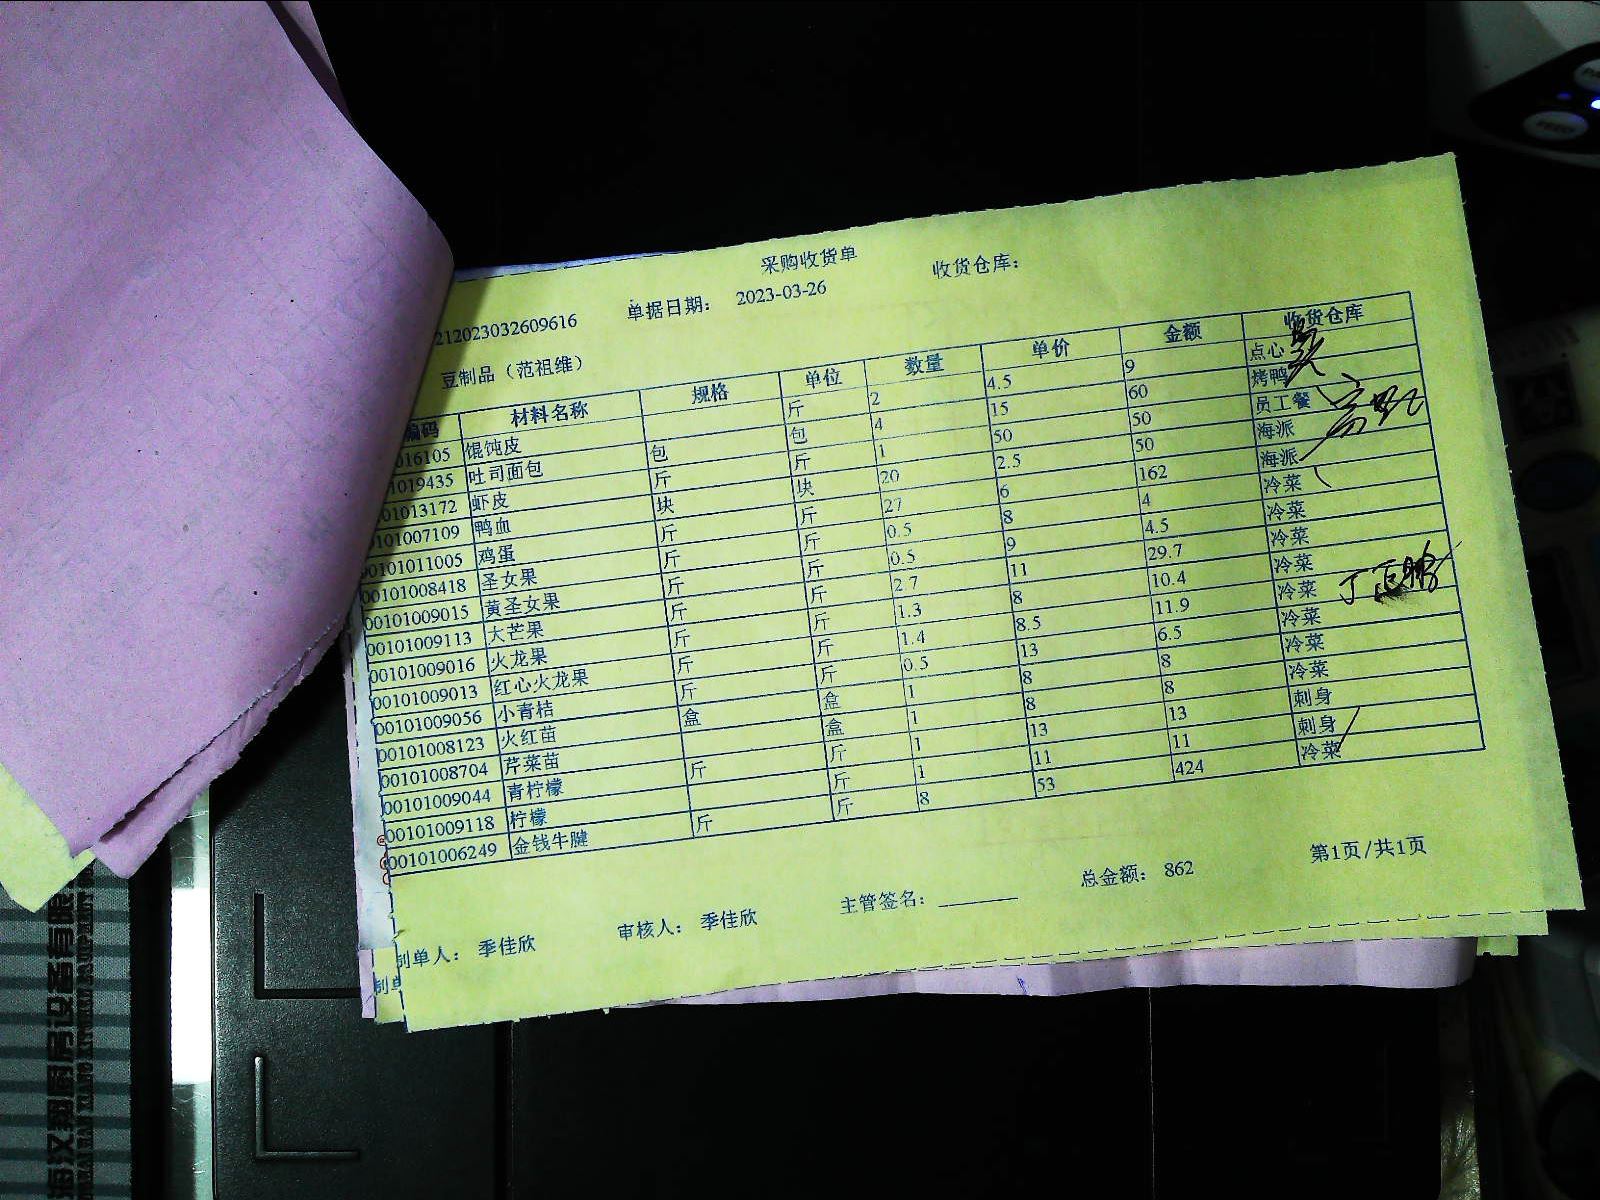 采购收货单
212023032609616 单据日期: 2023-03-26 收货仓库:
豆制品（范祖维）
编码 材料名称 规格 单位 数量 单价 金额 收货仓库
016105 馄饨皮 斤 2 4.5 9 点心
1019435 吐司面包 包 包 4 15 60 烤鸭
01013172 虾皮 斤 斤 1 50 50 员工餐
101007109 鸭血 块 块 20 2.5 50 海派
00101011005 鸡蛋 斤 斤 27 6 162 海派
00101008418 圣女果 斤 斤 0.5 8 4 冷菜
00101009015 黄圣女果 斤 斤 0.5 9 4.5 冷菜
00101009113 大芒果 斤 斤 2.7 11 29.7 冷菜
00101009016 火龙果 斤 斤 1.3 8 10.4 冷菜
00101009013 红心火龙果 斤 斤 1.4 8.5 11.9 冷菜
00101009056 小青桔 斤 斤 0.5 13 6.5 冷菜
00101008123 火红苗 盒 盒 1 8 8 冷菜
00101008704 芹菜苗 盒 1 8 8 冷菜
00101009044 青柠檬 斤 斤 1 13 13 刺身
00101009118 柠檬 斤 1 11 11 刺身
00101006249 金钱牛腱 斤 斤 8 53 424 冷菜
丁正鹏
制单人: 季佳欣 审核人: 季佳欣 主管签名: 总金额: 862 第1页/共1页
制单